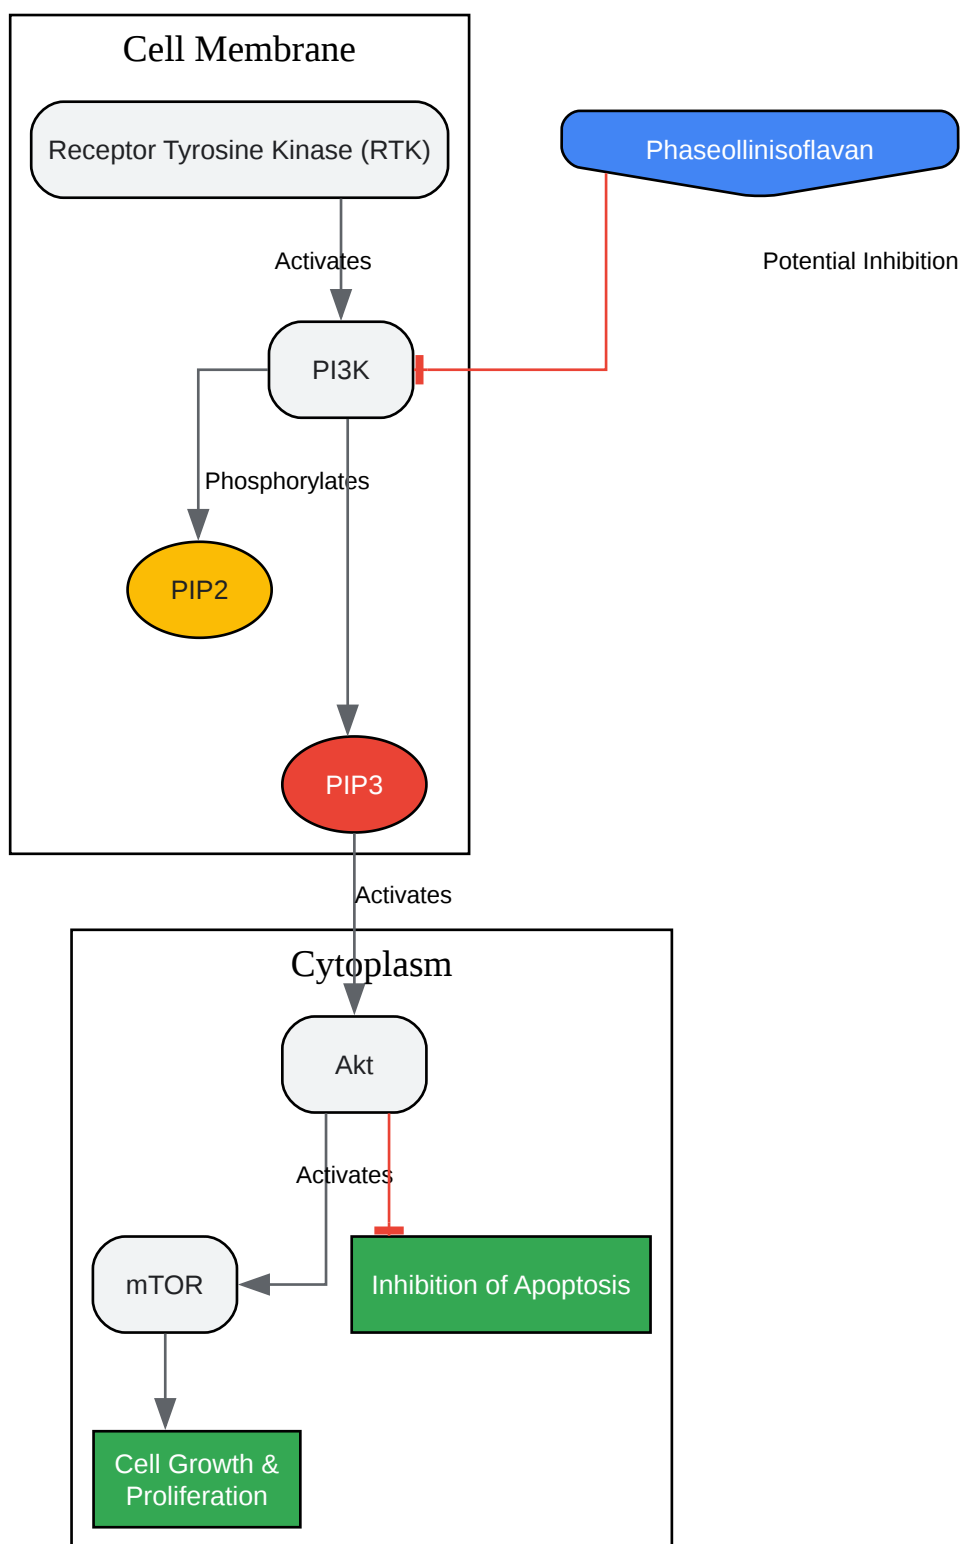 Cell Membrane
Receptor Tyrosine Kinase (RTK)
Phaseollinisoflavan
Activates
Potential Inhibition
PI3K
Phosphorylates
PIP2
PIP3
Activates
Cytoplasm
Akt
Activates
mTOR
Inhibition of Apoptosis
Cell Growth &
Proliferation